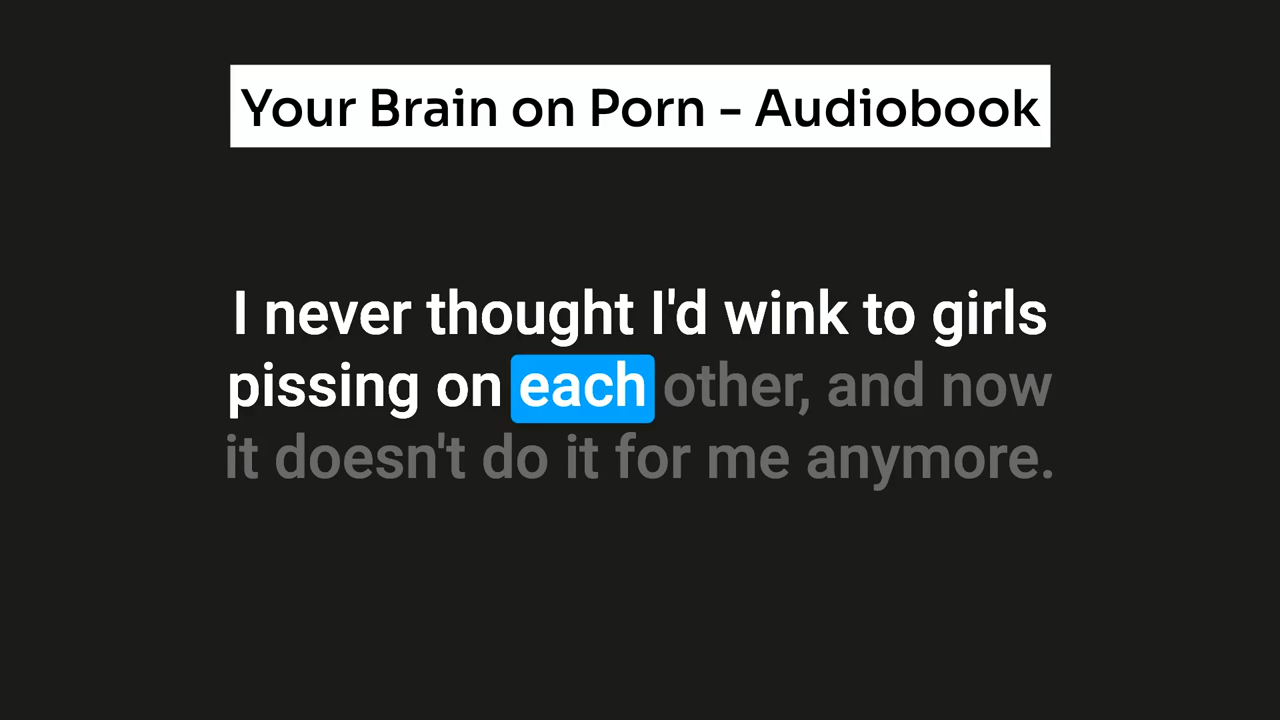 Your Brain on Porn - Audiobook
I never thought I'd wink to girls
pissing on each other, and now
it doesn't do it for me anymore.